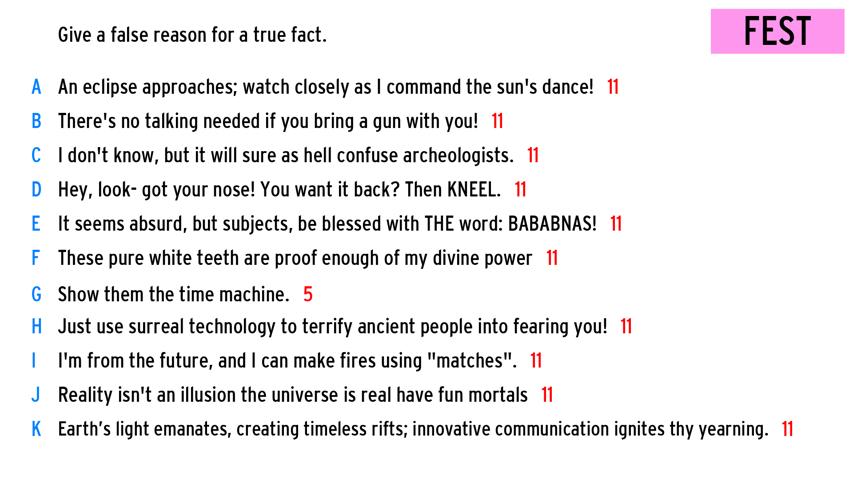 Give a false reason for a true fact.
FEST
A An eclipse approaches; watch closely as I command the sun's dance! 11
B There's no talking needed if you bring a gun with you! 11
C I don't know, but it will sure as hell confuse archeologists. 11
D Hey, look- got your nose! You want it back? Then KNEEL. 11
E It seems absurd, but subjects, be blessed with THE word: BABABNAS! 11
F These pure white teeth are proof enough of my divine power 11
G Show them the time machine. 5
H Just use surreal technology to terrify ancient people into fearing you! 11
I I'm from the future, and I can make fires using "matches". 11
J Reality isn't an illusion the universe is real have fun mortals 11
K Earth’s light emanates, creating timeless rifts; innovative communication ignites thy yearning. 11